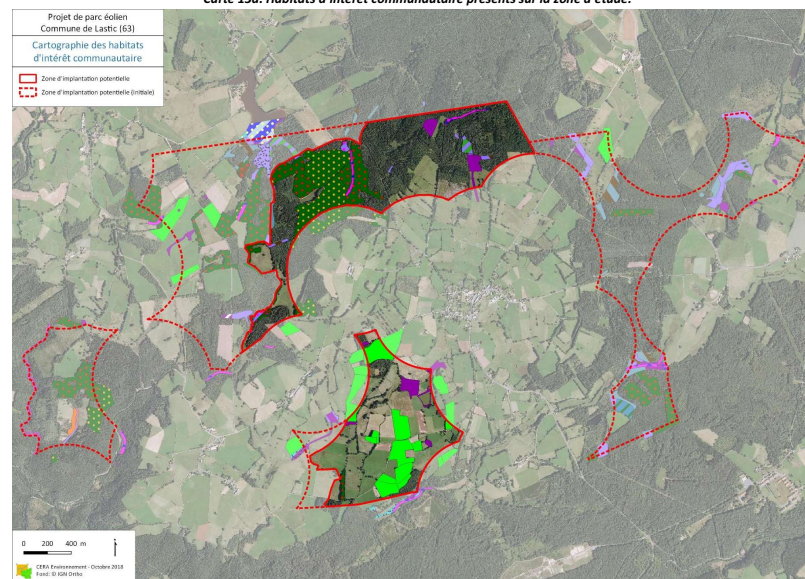 Carte 13a: Habitats d'intérêt communautaire présents sur la zone d'étude.
Projet de parc éolien
Commune de Lastic (63)
Cartographie des habitats
d'intérêt communautaire
Zone d'implantation potentielle
Zone d'implantation potentielle (initiale)
0 200 400 m
CERA Environnement - Octobre 2018
Fond: © IGN Ortho